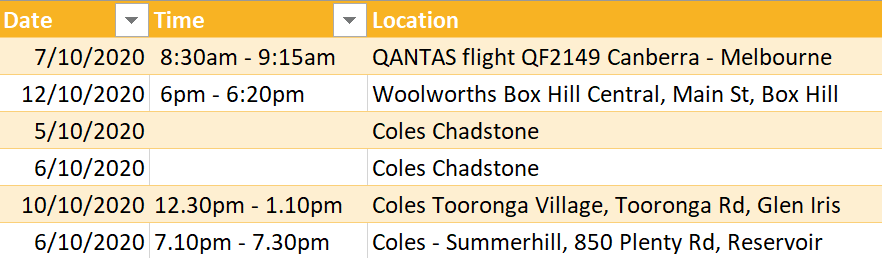 Date Time Location
7/10/2020 8:30am - 9:15am QANTAS flight QF2149 Canberra - Melbourne
12/10/2020 6pm - 6:20pm Woolworths Box Hill Central, Main St, Box Hill
5/10/2020 Coles Chadstone
6/10/2020 Coles Chadstone
10/10/2020 12.30pm - 1.10pm Coles Tooronga Village, Tooronga Rd, Glen Iris
6/10/2020 7.10pm - 7.30pm Coles - Summerhill, 850 Plenty Rd, Reservoir